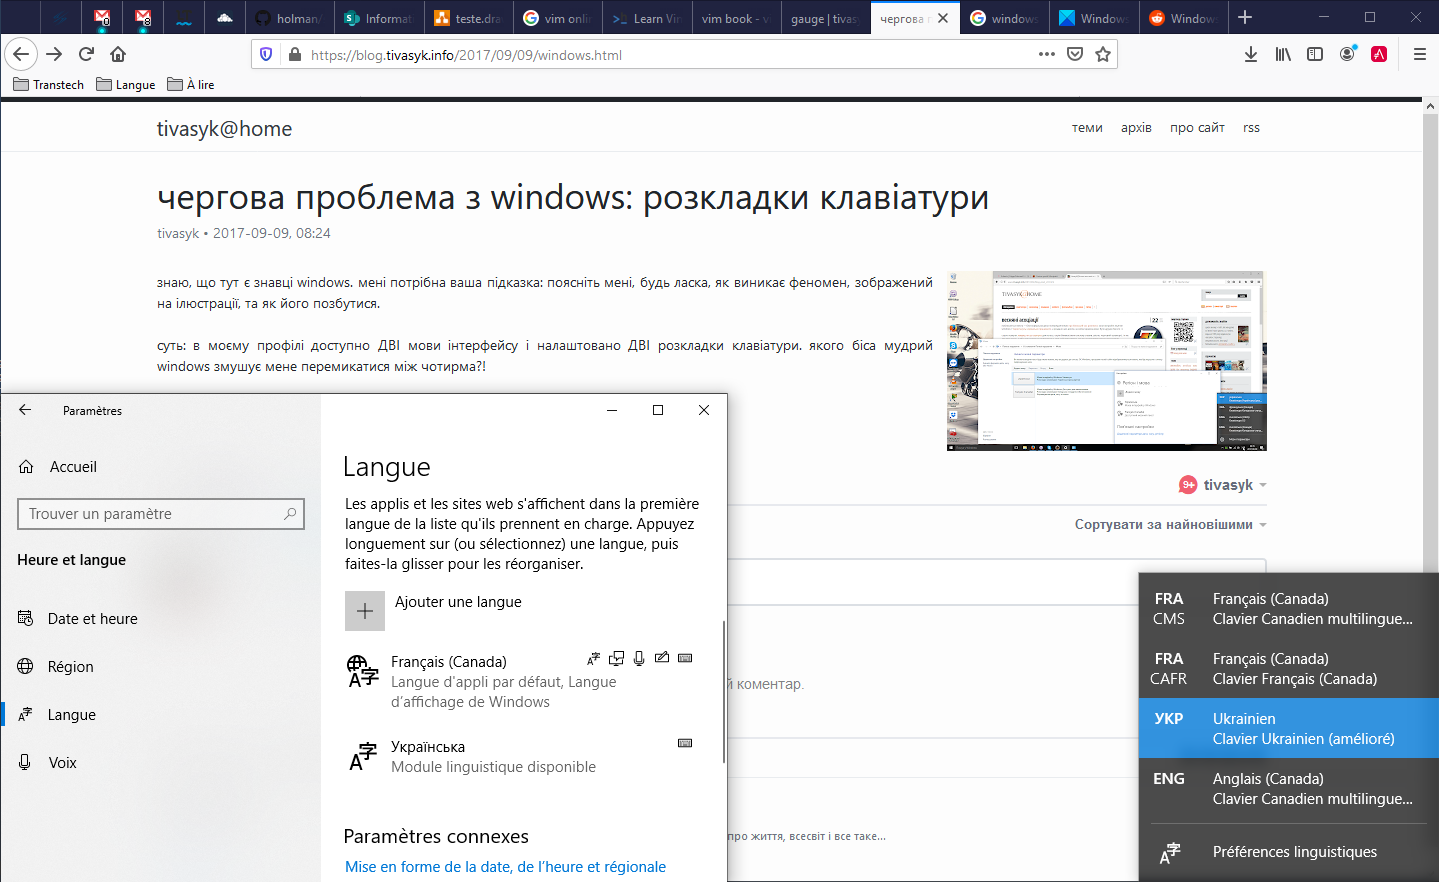 holman/
Informat
teste.dra
vim onlin
Learn Vim
vim book - v
gauge | tivas
чергова п
windows
Windows
Windows
https://blog.tivasyk.info/2017/09/09/windows.html
Transtech
Langue
À lire
tivasyk@home
теми архів про сайт rss
чергова проблема з windows: розкладки клавіатури
tivasyk • 2017-09-09, 08:24
знаю, що тут є знавці windows. мені потрібна ваша підказка: поясніть мені, будь ласка, як виникає феномен, зображений
на ілюстрації, та як його позбутися.
суть: в моєму профілі доступно ДВІ мови інтерфейсу і налаштовано ДВІ розкладки клавіатури. якого біса мудрий
windows змушує мене перемикатися між чотирма?!
TIVASYK@HOME
9+ tivasyk
Сортувати за найновішими
й коментар.
про життя, всесвіт і все таке...
Paramètres
Accueil
Trouver un paramètre
Heure et langue
Date et heure
Région
Langue
Voix
Langue
Les applis et les sites web s'affichent dans la première
langue de la liste qu'ils prennent en charge. Appuyez
longuement sur (ou sélectionnez) une langue, puis
faites-la glisser pour les réorganiser.
Ajouter une langue
Français (Canada)
Langue d'appli par défaut, Langue
d'affichage de Windows
Українська
Module linguistique disponible
Paramètres connexes
Mise en forme de la date, de l'heure et régionale
FRA Français (Canada)
CMS Clavier Canadien multilingue...
FRA Français (Canada)
CAFR Clavier Français (Canada)
УКР Ukrainien
Clavier Ukrainien (amélioré)
ENG Anglais (Canada)
Clavier Canadien multilingue...
Préférences linguistiques